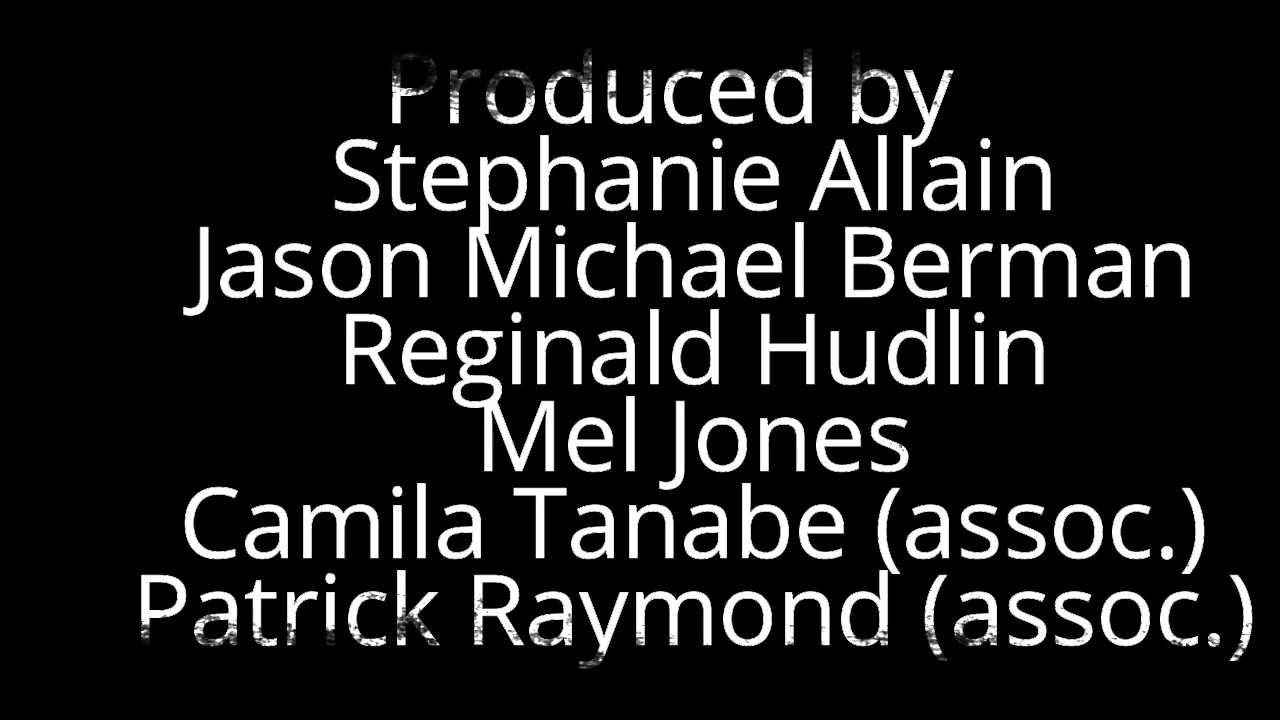 Produced by
Stephanie Allain
Jason Michael Berman
Reginald Hudlin
Mel Jones
Camila Tanabe (assoc.)
Patrick Raymond (assoc.)